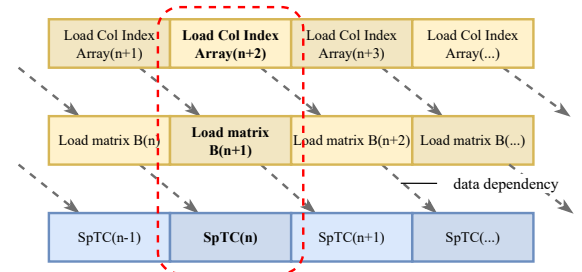 Load Col Index
Array(n+1)
Load Col Index
Array(n+2)
Load Col Index
Array(n+3)
Load Col Index
Array(...)
Load matrix B(n)
Load matrix
B(n+1)
Load matrix B(n+2)
Load matrix B(...)
data dependency
SpTC(n-1)
SpTC(n)
SpTC(n+1)
SpTC(...)